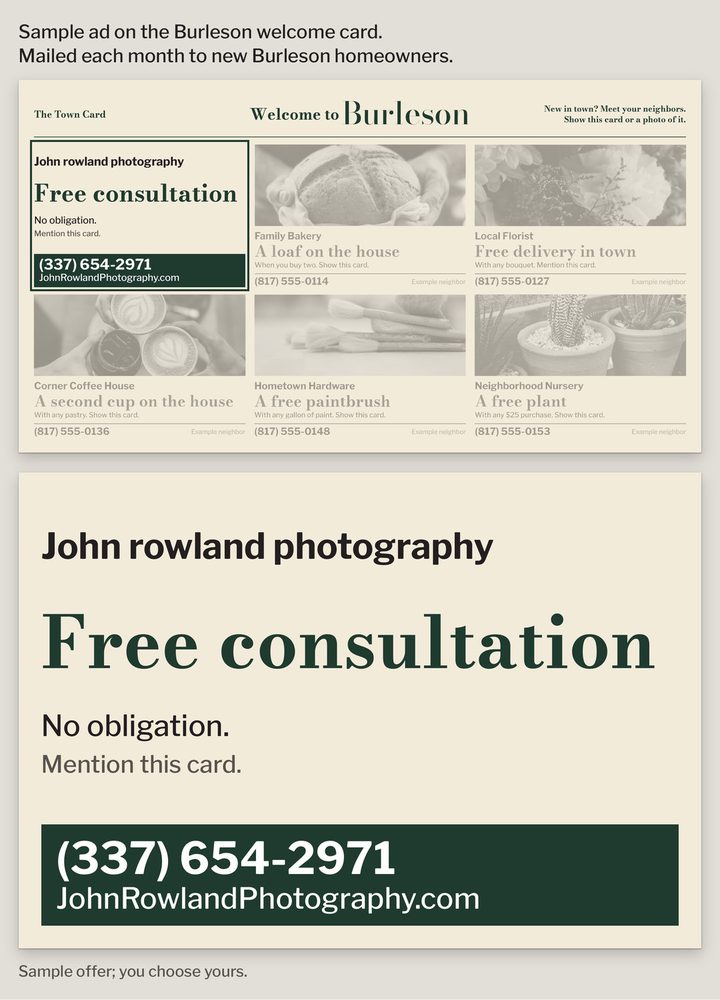 Sample ad on the Burleson welcome card.
Mailed each month to new Burleson homeowners.
The Town Card
Welcome to Burleson
New in town? Meet your neighbors.
Show this card or a photo of it.
John rowland photography
Free consultation
No obligation.
Mention this card.
(337) 654-2971
JohnRowlandPhotography.com
Family Bakery
A loaf on the house
When you buy two. Show this card.
(817) 555-0114
Example neighbor
Local Florist
Free delivery in town
With any bouquet. Mention this card.
(817) 555-0127
Example neighbor
Corner Coffee House
A second cup on the house
With any pastry. Show this card.
(817) 555-0136
Example neighbor
Hometown Hardware
A free paintbrush
With any gallon of paint. Show this card.
(817) 555-0148
Example neighbor
Neighborhood Nursery
A free plant
With any $25 purchase. Show this card.
(817) 555-0153
Example neighbor
John rowland photography
Free consultation
No obligation.
Mention this card.
(337) 654-2971
JohnRowlandPhotography.com
Sample offer; you choose yours.